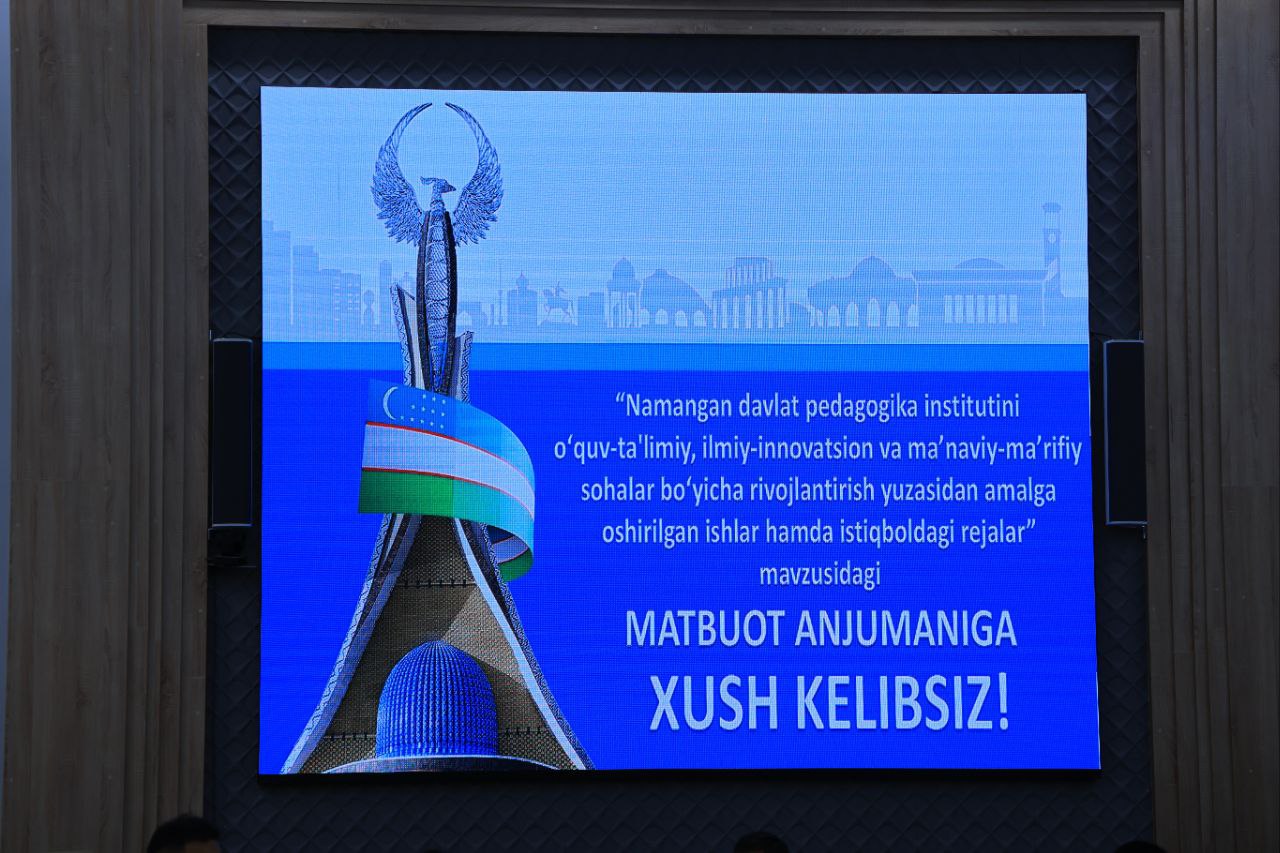 “Namangan davlat pedagogika institutini
o‘quv-ta'limiy, ilmiy-innovatsion va ma’naviy-ma’rifiy
sohalar bo‘yicha rivojlantirish yuzasidan amalga
oshirilgan ishlar hamda istiqboldagi rejalar”
mavzusidagi
MATBUOT ANJUMANIGA
XUSH KELIBSIZ!